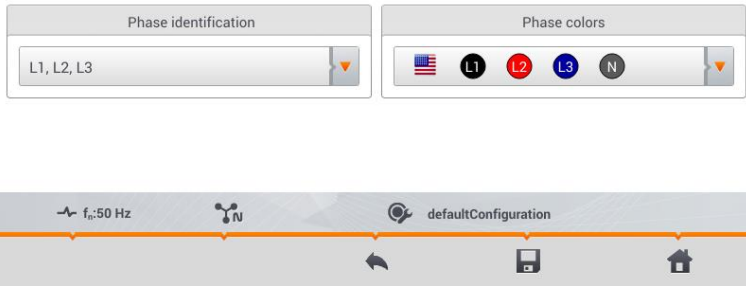 Phase identification
Phase colors
L1, L2, L3
L1 L2 L3 N
fn:50 Hz
N
defaultConfiguration